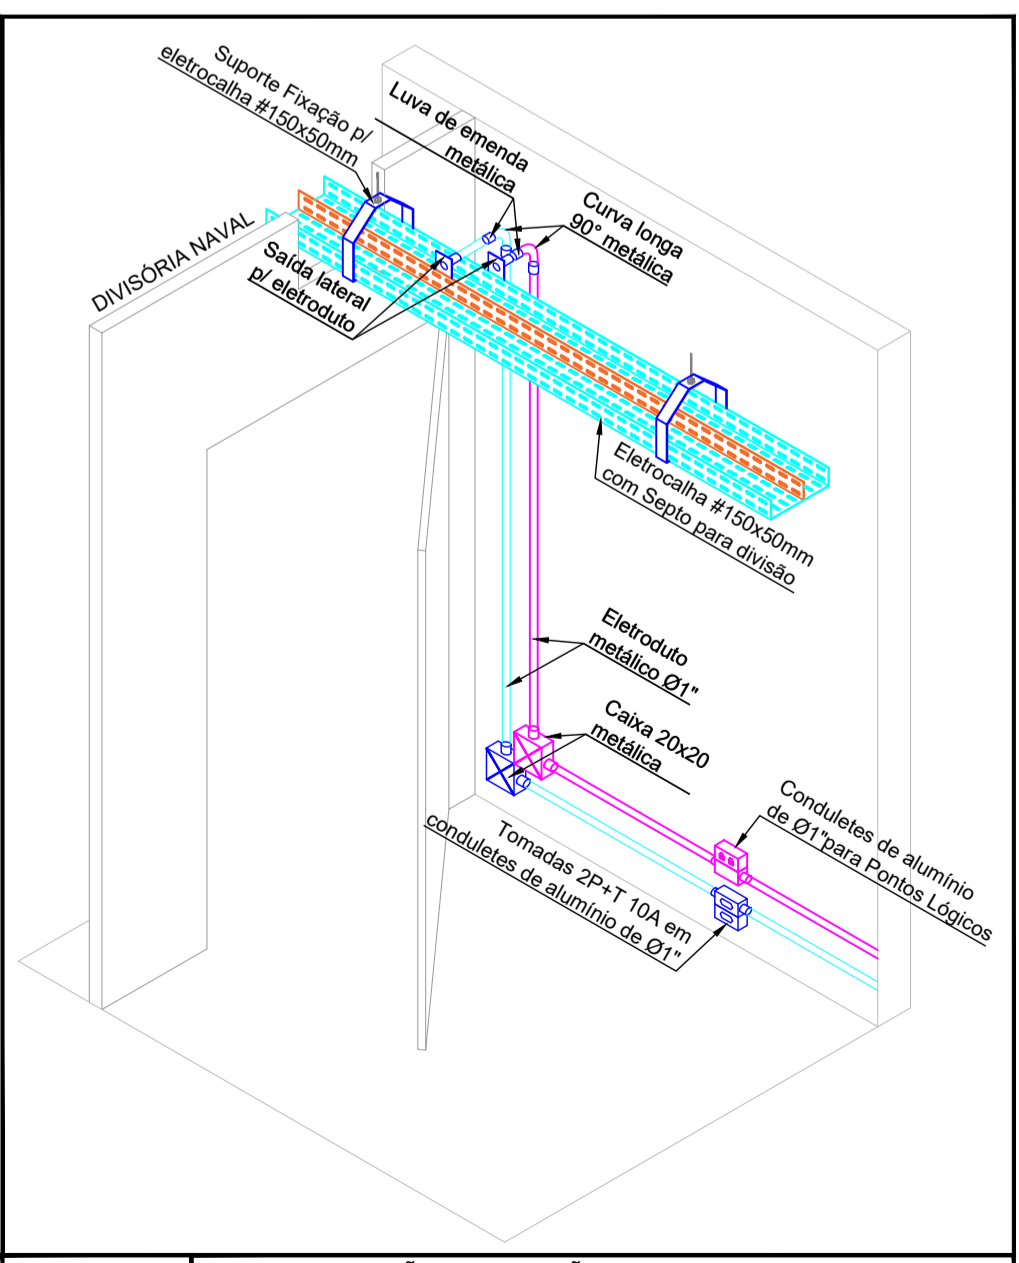 Suporte Fixação p/
eletrocalha #150x50mm
Luva de emenda
metálica
Curva longa
90° metálica
DIVISÓRIA NAVAL
Saída lateral
p/ eletroduto
Eletrocalha #150x50mm
com Septo para divisão
Eletroduto
metálico Ø1"
Caixa 20x20
metálica
Conduletes de alumínio
de Ø1"para Pontos Lógicos
Tomadas 2P+T 10A em
conduletes de alumínio de Ø1"